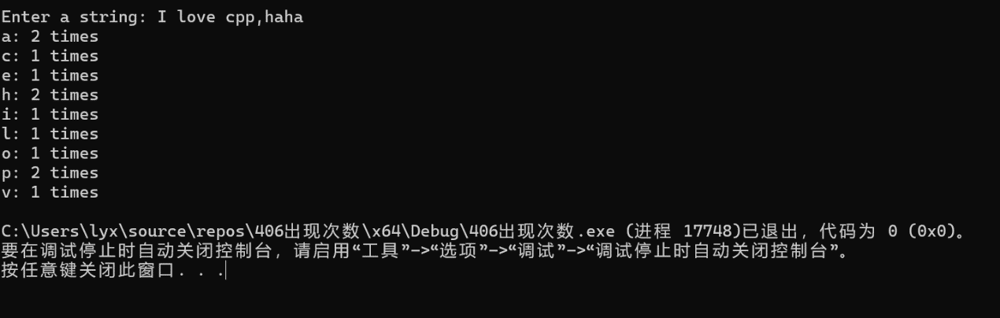 Enter a string: I love cpp,haha
a: 2 times
c: 1 times
e: 1 times
h: 2 times
i: 1 times
l: 1 times
o: 1 times
p: 2 times
v: 1 times
C:\Users\lyx\source\repos\406出现次数\x64\Debug\406出现次数.exe (进程 17748)已退出，代码为 0 (0x0)。
要在调试停止时自动关闭控制台，请启用“工具”->“选项”->“调试”->“调试停止时自动关闭控制台”。
按任意键关闭此窗口. . .